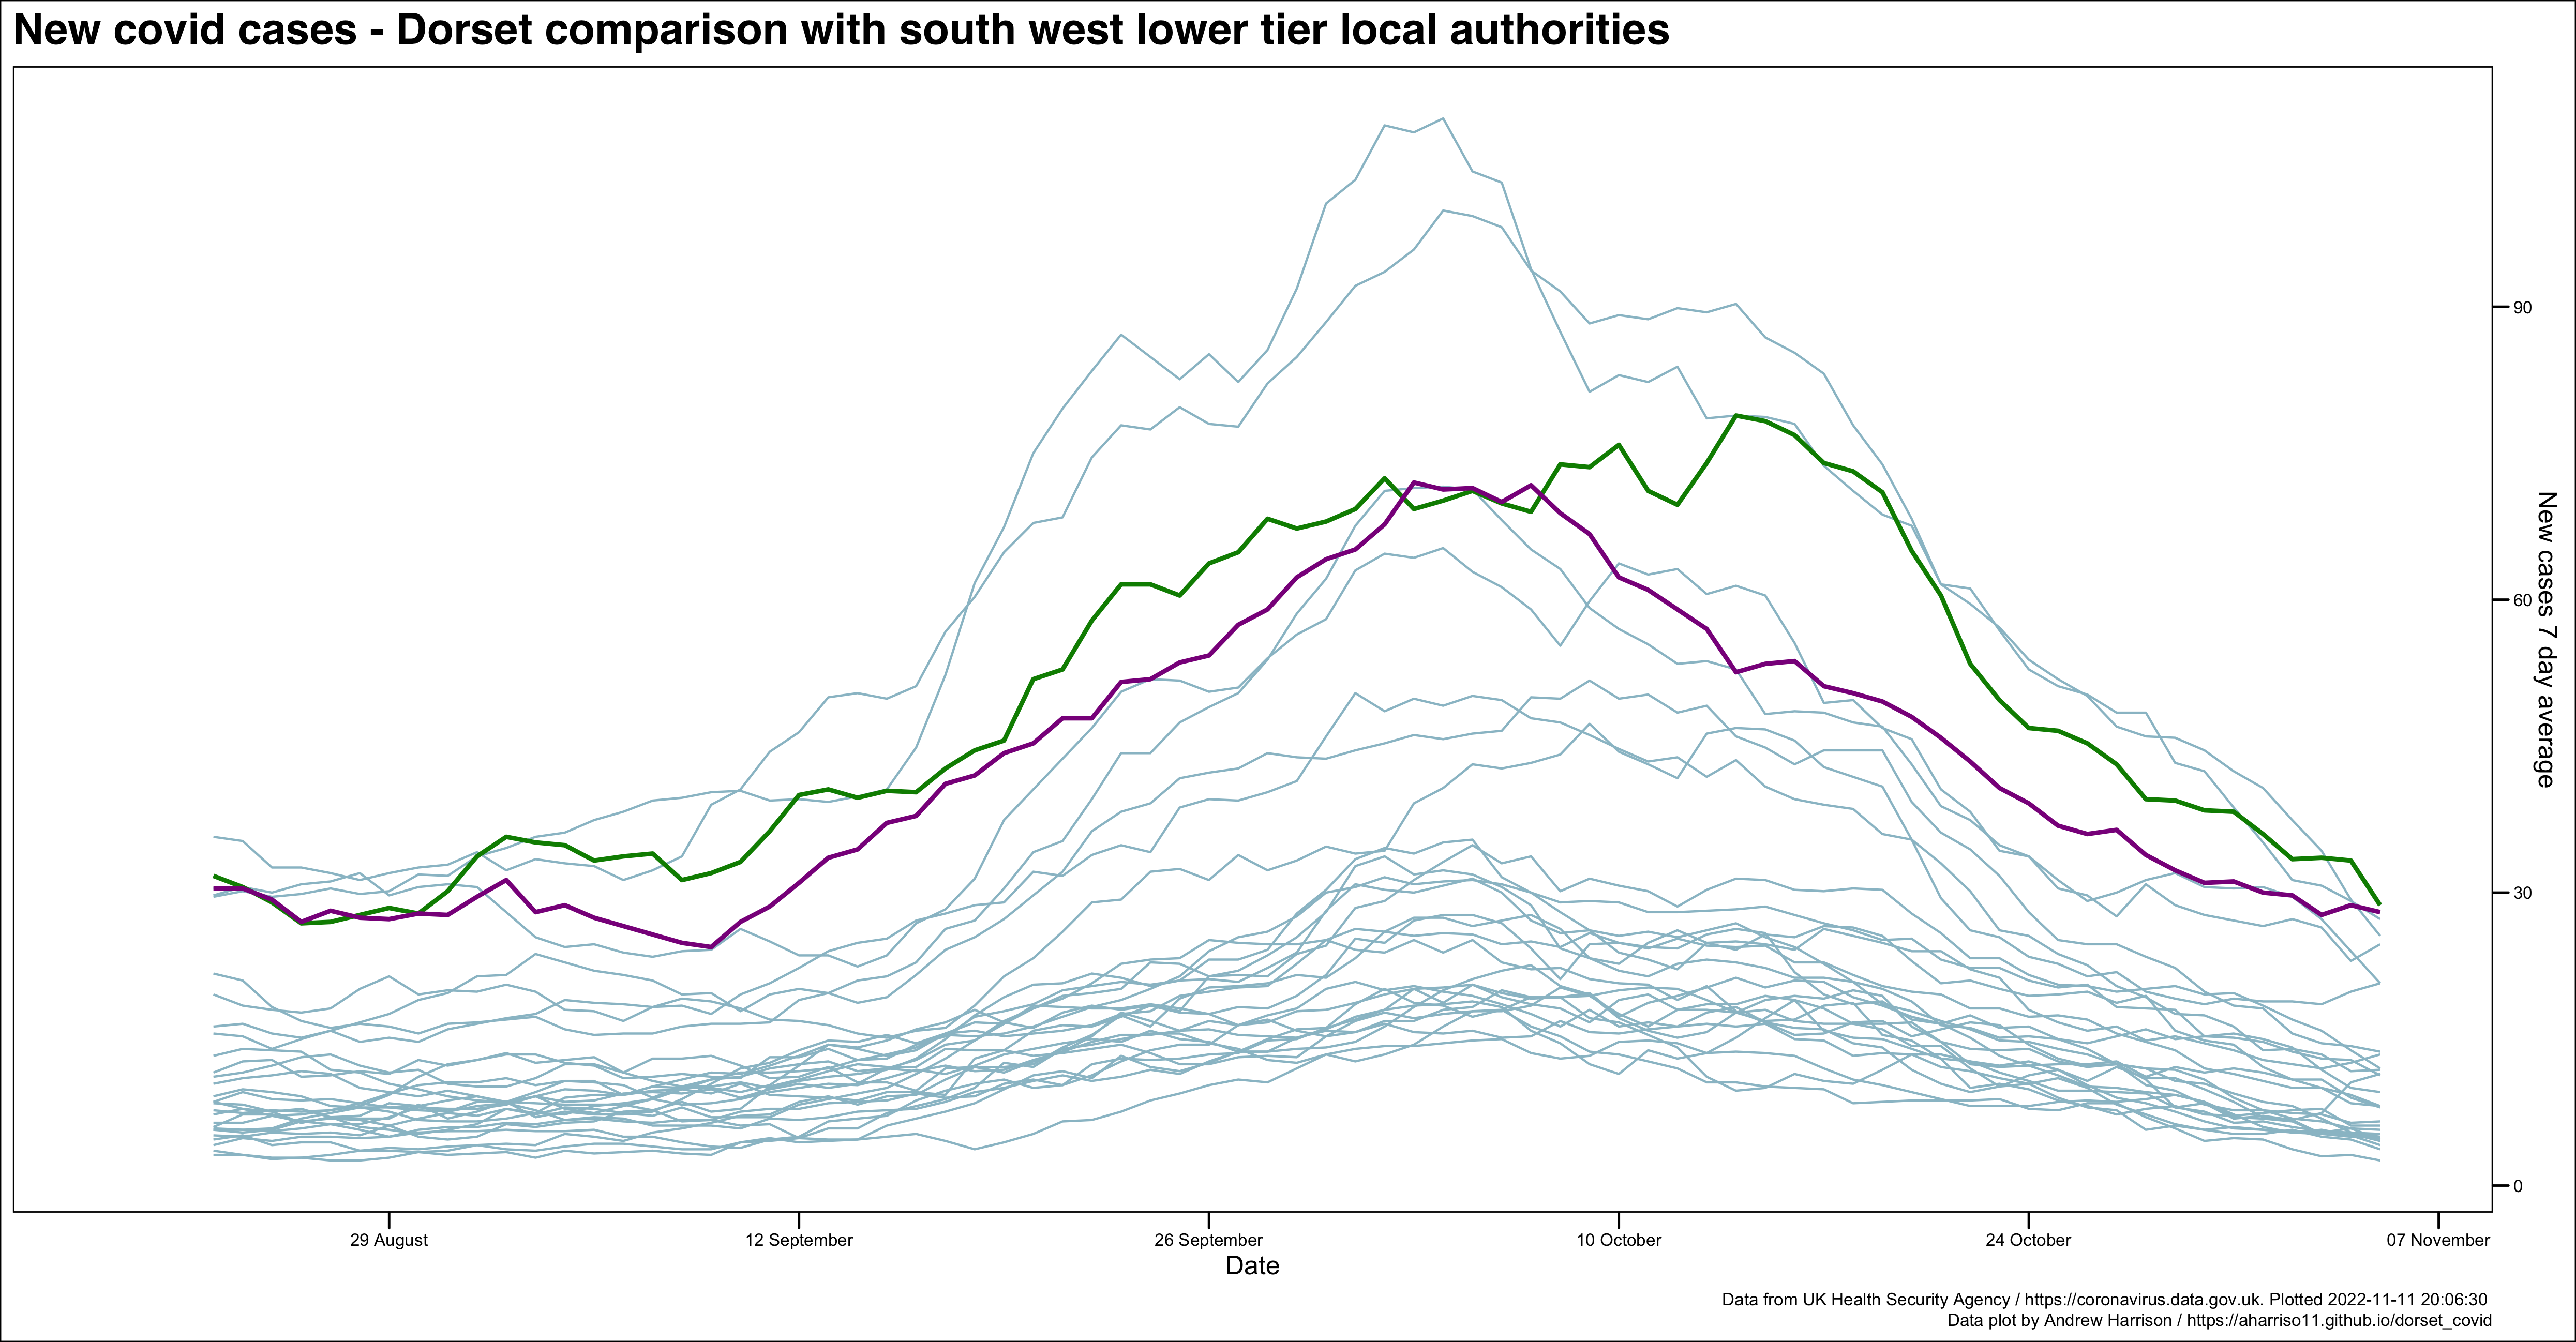 New covid cases - Dorset comparison with south west lower tier local authorities
90
60
30
0
New cases 7 day average
29 August
12 September
26 September
10 October
24 October
07 November
Date
Data from UK Health Security Agency / https://coronavirus.data.gov.uk. Plotted 2022-11-11 20:06:30
Data plot by Andrew Harrison / https://aharriso11.github.io/dorset_covid